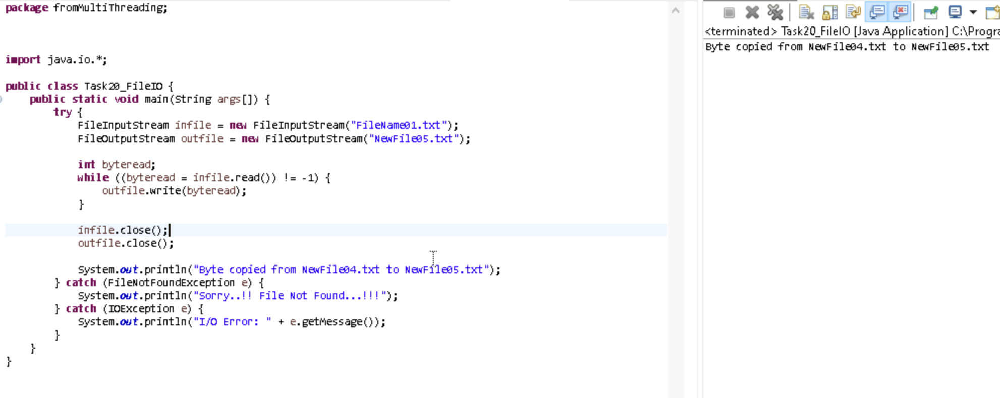 package fromMultiThreading;
import java.io.*;
public class Task20_FileIO {
public static void main(String args[]) {
try {
FileInputStream infile = new FileInputStream("FileName01.txt");
FileOutputStream outfile = new FileOutputStream("NewFile05.txt");
int byteread;
while ((byteread = infile.read()) != -1) {
outfile.write(byteread);
}
infile.close();
outfile.close();
System.out.println("Byte copied from NewFile04.txt to NewFile05.txt");
} catch (FileNotFoundException e) {
System.out.println("Sorry..!! File Not Found...!!!");
} catch (IOException e) {
System.out.println("I/O Error: " + e.getMessage());
}
}
}
<terminated> Task20_FileIO [Java Application] C:\Progra
Byte copied from NewFile04.txt to NewFile05.txt